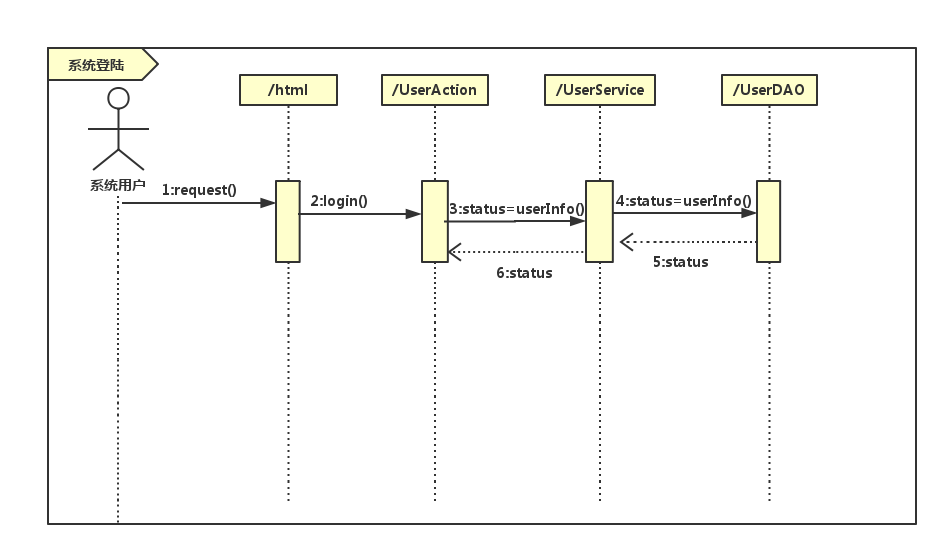 系统登陆
/html
/UserAction
/UserService
/UserDAO
系统用户
1:request()
2:login()
3:status=userInfo()
4:status=userInfo()
5:status
6:status